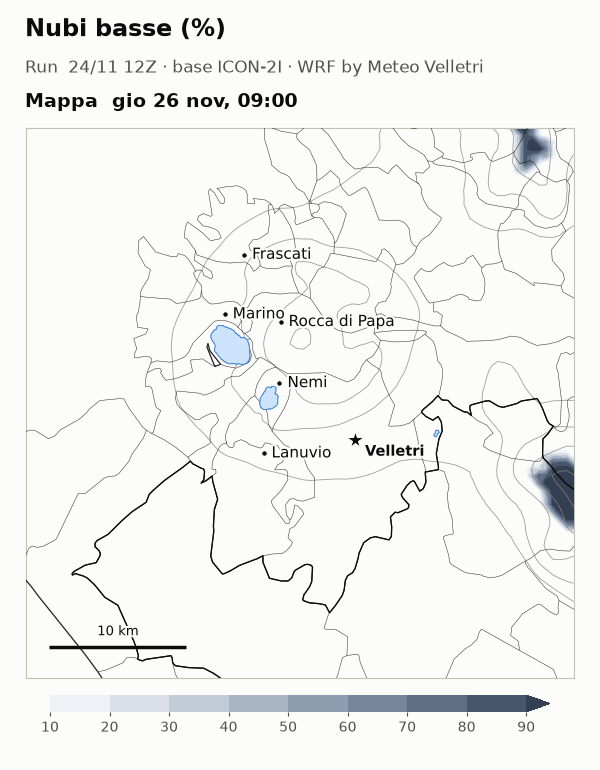 Nubi basse (%)
Run  24/11 12Z · base ICON-2I · WRF by Meteo Velletri
Mappa  gio 26 nov, 09:00
Frascati
Marino
Rocca di Papa
Nemi
Velletri
Lanuvio
10 km
10 20 30 40 50 60 70 80 90